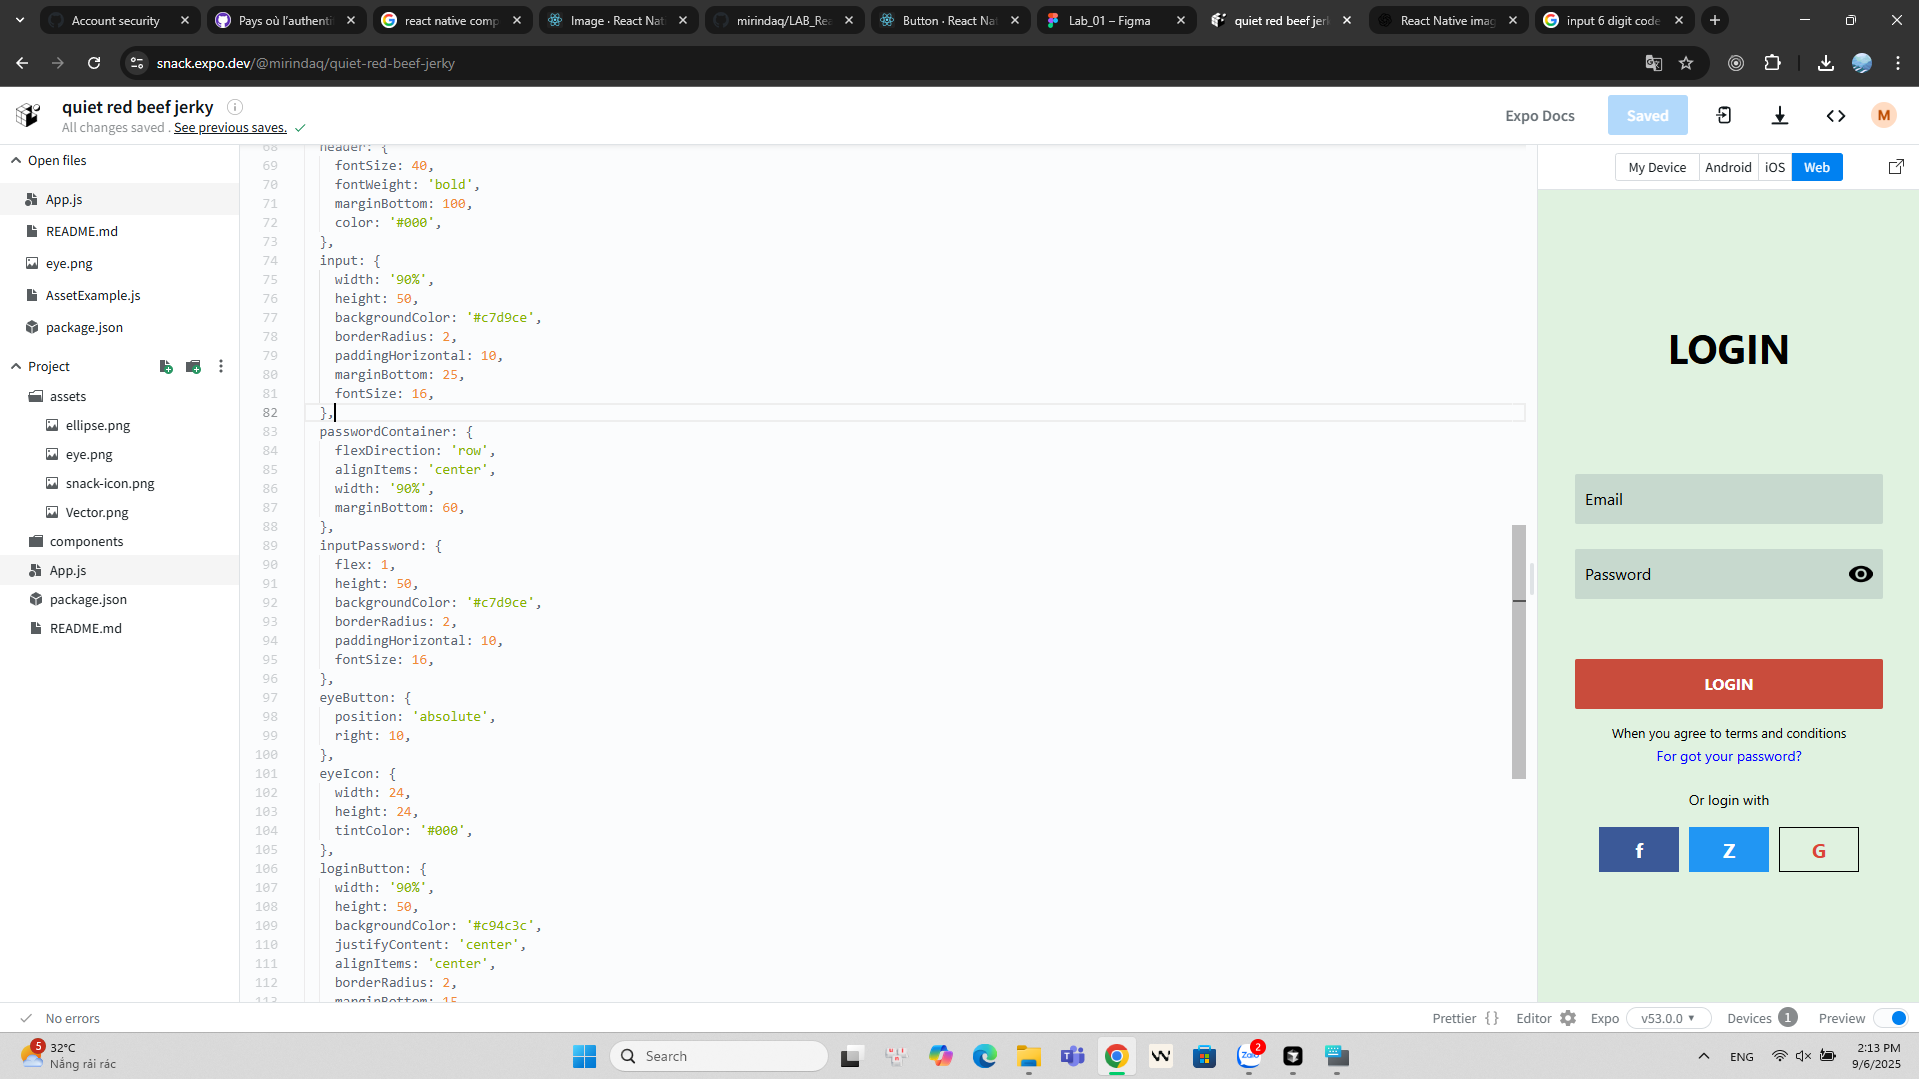 Account security
Pays où l'authenti
react native comp
Image · React Nati
mirindaq/LAB_Rea
Button · React Nat
Lab_01 – Figma
quiet red beef jerk
React Native imag
input 6 digit code
snack.expo.dev/@mirindaq/quiet-red-beef-jerky
quiet red beef jerky
All changes saved . See previous saves.
Expo Docs
Saved
M
Open files
App.js
README.md
eye.png
AssetExample.js
package.json
Project
assets
ellipse.png
eye.png
snack-icon.png
Vector.png
components
App.js
package.json
README.md
68 header: {
69 fontSize: 40,
70 fontWeight: 'bold',
71 marginBottom: 100,
72 color: '#000',
73 },
74 input: {
75 width: '90%',
76 height: 50,
77 backgroundColor: '#c7d9ce',
78 borderRadius: 2,
79 paddingHorizontal: 10,
80 marginBottom: 25,
81 fontSize: 16,
82 },
83 passwordContainer: {
84 flexDirection: 'row',
85 alignItems: 'center',
86 width: '90%',
87 marginBottom: 60,
88 },
89 inputPassword: {
90 flex: 1,
91 height: 50,
92 backgroundColor: '#c7d9ce',
93 borderRadius: 2,
94 paddingHorizontal: 10,
95 fontSize: 16,
96 },
97 eyeButton: {
98 position: 'absolute',
99 right: 10,
100 },
101 eyeIcon: {
102 width: 24,
103 height: 24,
104 tintColor: '#000',
105 },
106 loginButton: {
107 width: '90%',
108 height: 50,
109 backgroundColor: '#c94c3c',
110 justifyContent: 'center',
111 alignItems: 'center',
112 borderRadius: 2,
113 marginBottom: 15
My Device
Android
iOS
Web
LOGIN
Email
Password
LOGIN
When you agree to terms and conditions
For got your password?
Or login with
f
Z
G
No errors
Prettier { }
Editor
Expo
v53.0.0
Devices 1
Preview
5
32°C
Nắng rải rác
Search
Zalo
2
ENG
2:13 PM
9/6/2025